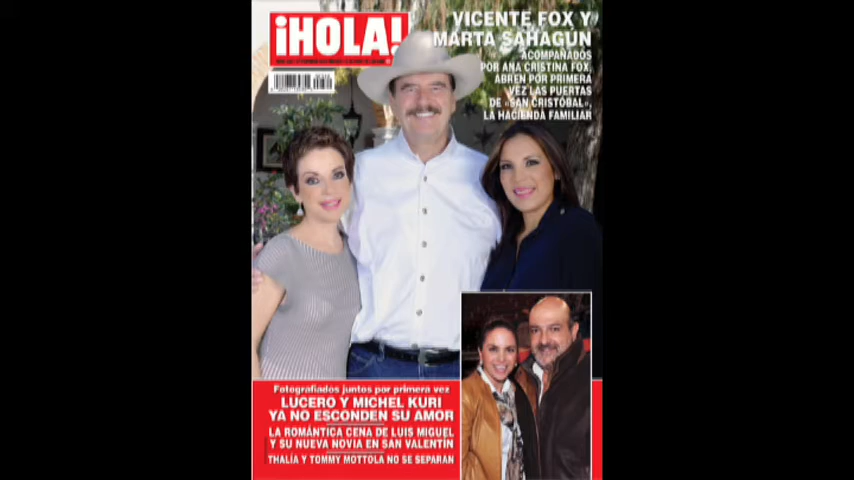 ¡HOLA!
VICENTE FOX Y
MARTA SAHAGÚN
ACOMPAÑADOS
POR ANA CRISTINA FOX,
ABREN POR PRIMERA
VEZ LAS PUERTAS
DE «SAN CRISTÓBAL»,
LA HACIENDA FAMILIAR
Fotografiados juntos por primera vez
LUCERO Y MICHEL KURI
YA NO ESCONDEN SU AMOR
LA ROMÁNTICA CENA DE LUIS MIGUEL
Y SU NUEVA NOVIA EN SAN VALENTÍN
THALÍA Y TOMMY MOTTOLA NO SE SEPARAN